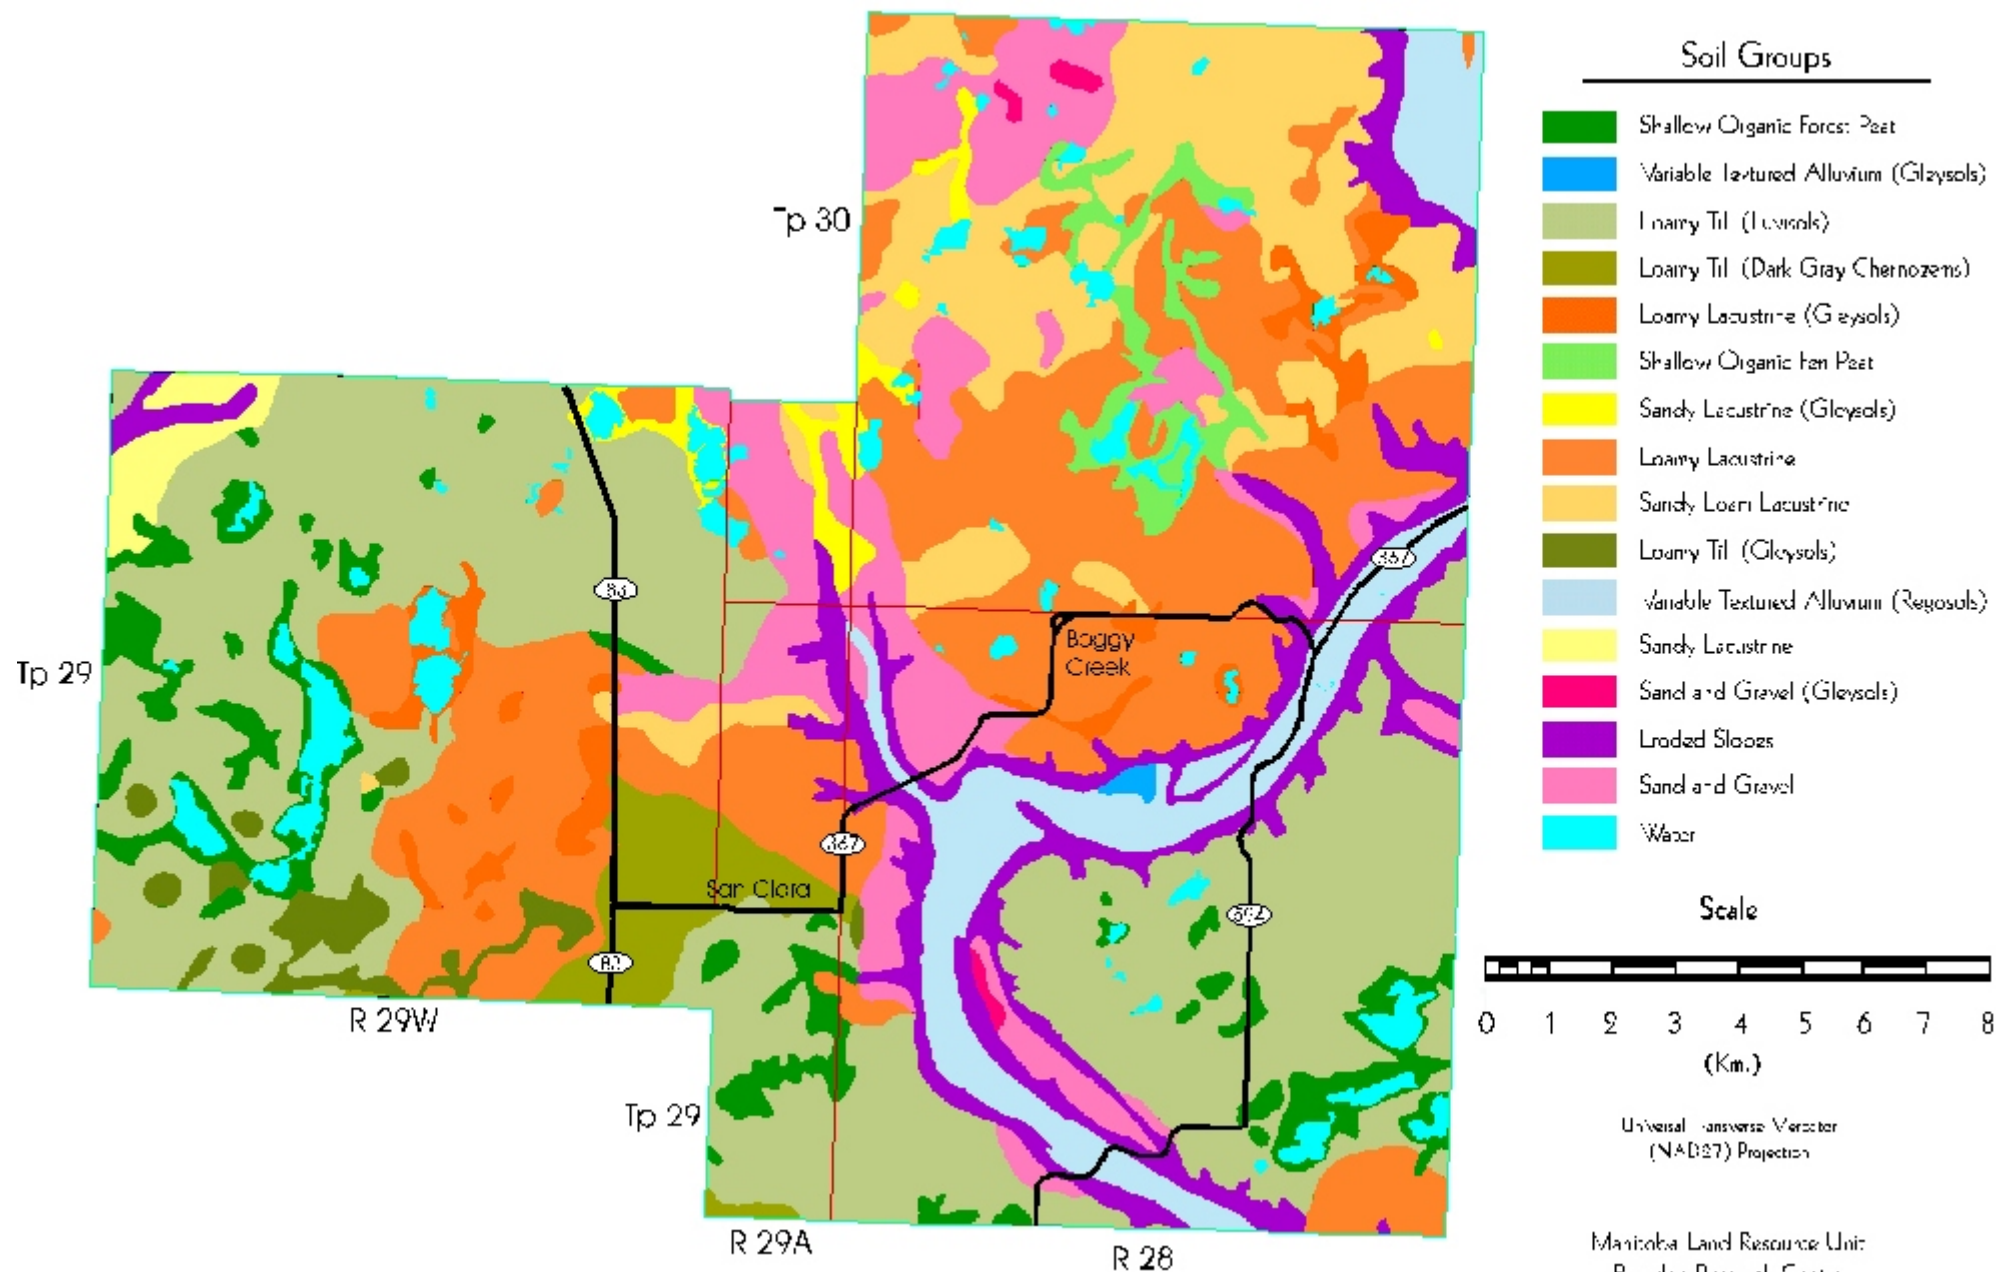 Soil Groups
Shallow Organic Forest Peat
Variable Textured Alluvium (Gleysols)
Loamy Till (Luvisols)
Loamy Till (Dark Gray Chernozems)
Loamy Lacustrine (Gleysols)
Shallow Organic Fen Peat
Sandy Lacustrine (Gleysols)
Loamy Lacustrine
Sandy Loam Lacustrine
Loamy Till (Gleysols)
Variable Textured Alluvium (Regosols)
Sandy Lacustrine
Sand and Gravel (Gleysols)
Eroded Slopes
Sand and Gravel
Water
Tp 30
Tp 29
83
367
Boggy
Creek
367
San Clara
83
R 29W
Tp 29
R 29A
R 28
Scale
0 1 2 3 4 5 6 7 8
(Km.)
Universal Transverse Mercator
(NAD27) Projection
Manitoba Land Resource Unit